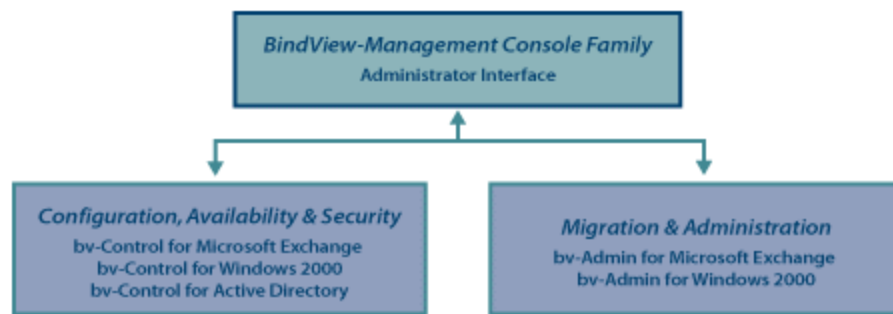 BindView-Management Console Family
Administrator Interface
Configuration, Availability & Security
bv-Control for Microsoft Exchange
bv-Control for Windows 2000
bv-Control for Active Directory
Migration & Administration
bv-Admin for Microsoft Exchange
bv-Admin for Windows 2000